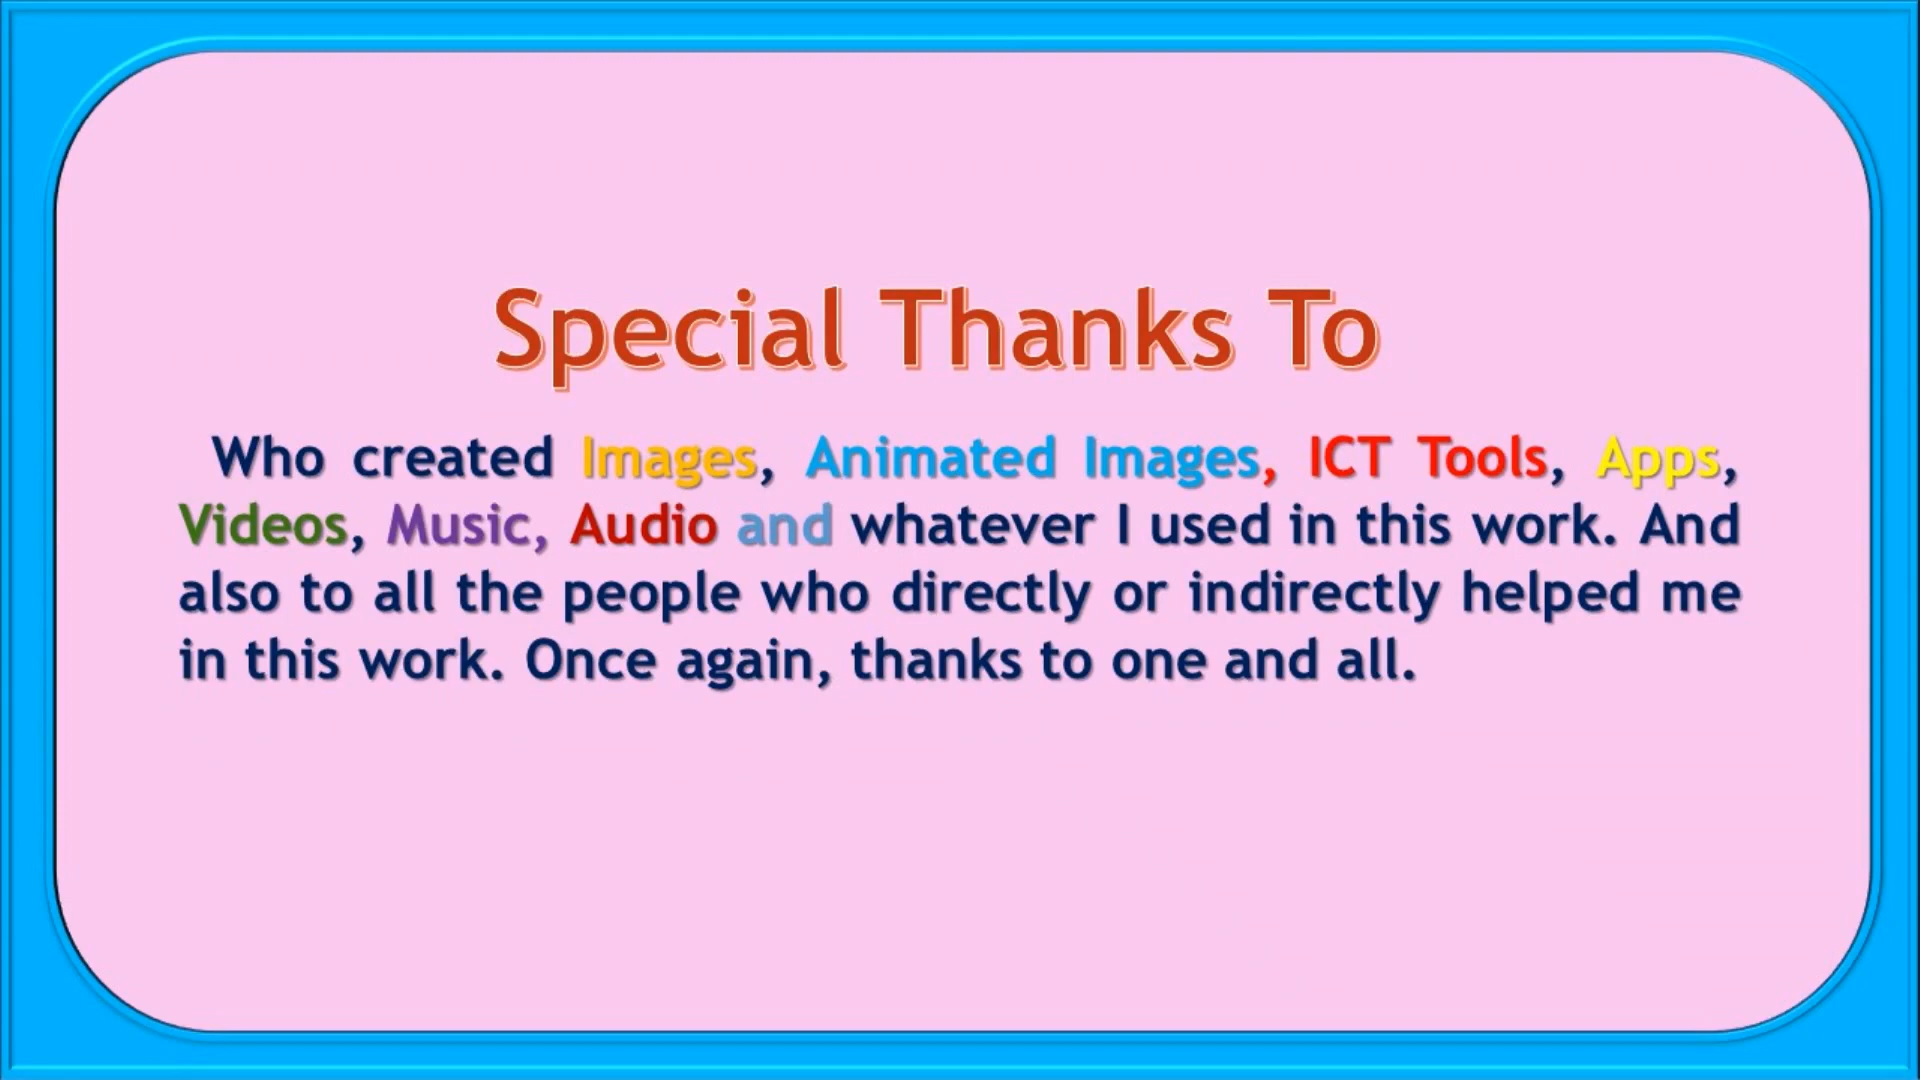 Special Thanks To
Who created Images, Animated Images, ICT Tools, Apps,
Videos, Music, Audio and whatever I used in this work. And
also to all the people who directly or indirectly helped me
in this work. Once again, thanks to one and all.